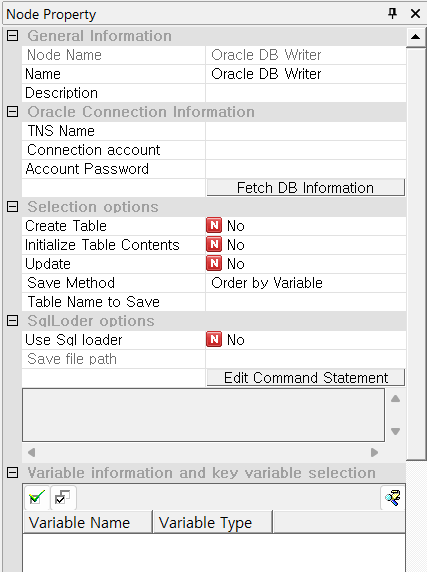 Node Property
General Information
Node Name Oracle DB Writer
Name Oracle DB Writer
Description
Oracle Connection Information
TNS Name
Connection account
Account Password
Fetch DB Information
Selection options
Create Table N No
Initialize Table Contents N No
Update N No
Save Method Order by Variable
Table Name to Save
SqlLoder options
Use Sql loader N No
Save file path
Edit Command Statement
Variable information and key variable selection
Variable Name Variable Type